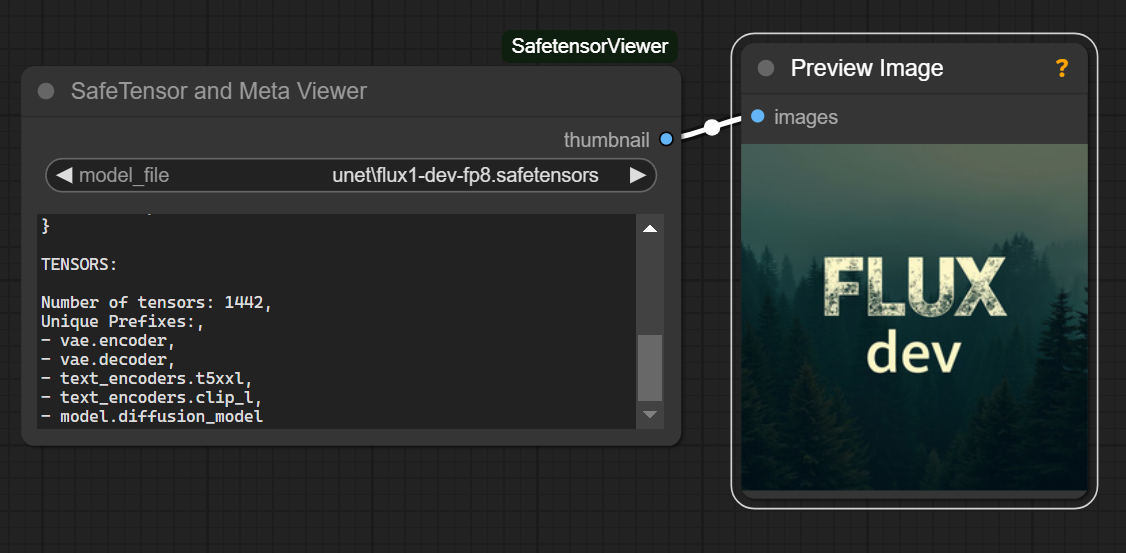 SafetensorViewer
SafeTensor and Meta Viewer
thumbnail
model_file unet\flux1-dev-fp8.safetensors
}
TENSORS:
Number of tensors: 1442,
Unique Prefixes:,
- vae.encoder,
- vae.decoder,
- text_encoders.t5xxl,
- text_encoders.clip_l,
- model.diffusion_model
Preview Image ?
images
FLUX
dev